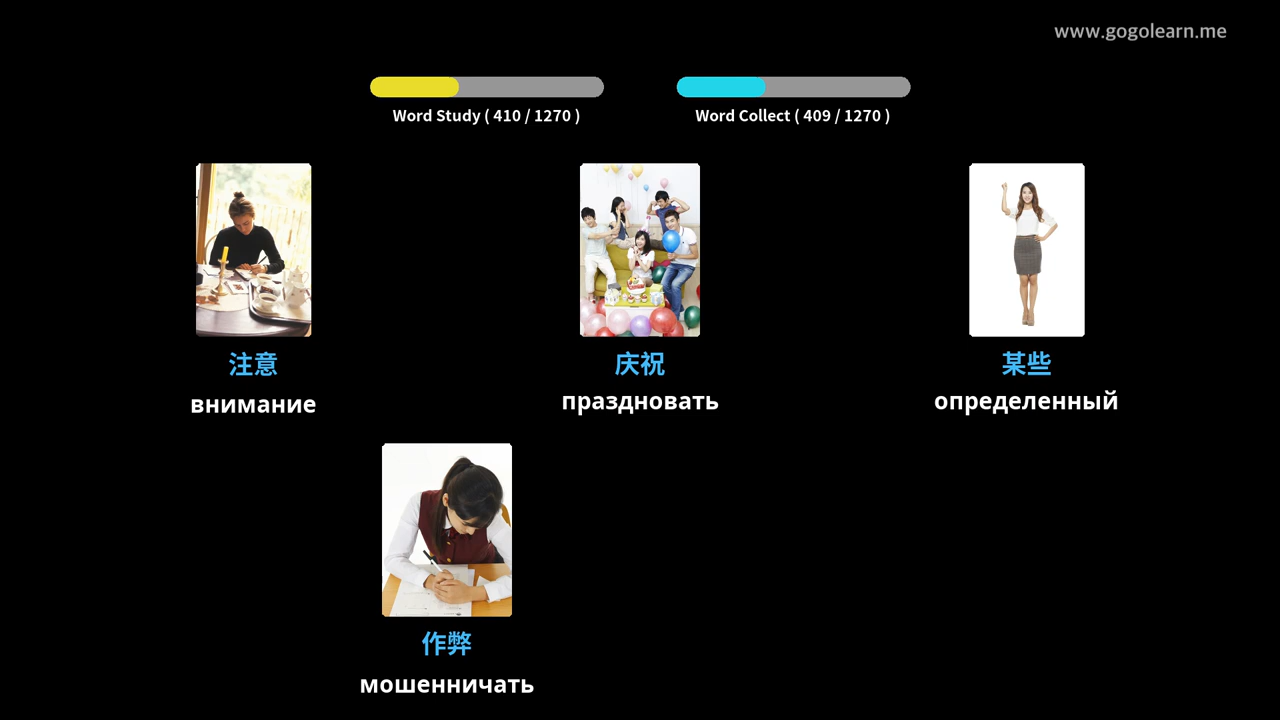 www.gogolearn.me
Word Study ( 410 / 1270 )
Word Collect ( 409 / 1270 )
注意
внимание
庆祝
праздновать
某些
определенный
作弊
мошенничать